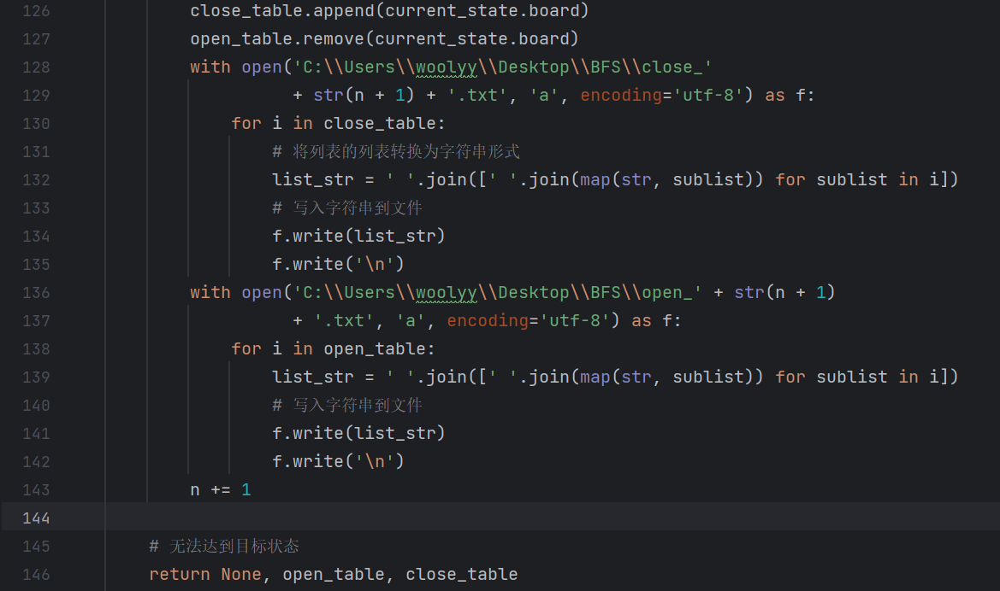 126 close_table.append(current_state.board)
127 open_table.remove(current_state.board)
128 with open('C:\\Users\\woolyy\\Desktop\\BFS\\close_'
129 + str(n + 1) + '.txt', 'a', encoding='utf-8') as f:
130 for i in close_table:
131 # 将列表的列表转换为字符串形式
132 list_str = ' '.join([' '.join(map(str, sublist)) for sublist in i])
133 # 写入字符串到文件
134 f.write(list_str)
135 f.write('\n')
136 with open('C:\\Users\\woolyy\\Desktop\\BFS\\open_' + str(n + 1)
137 + '.txt', 'a', encoding='utf-8') as f:
138 for i in open_table:
139 list_str = ' '.join([' '.join(map(str, sublist)) for sublist in i])
140 # 写入字符串到文件
141 f.write(list_str)
142 f.write('\n')
143 n += 1
144
145 # 无法达到目标状态
146 return None, open_table, close_table